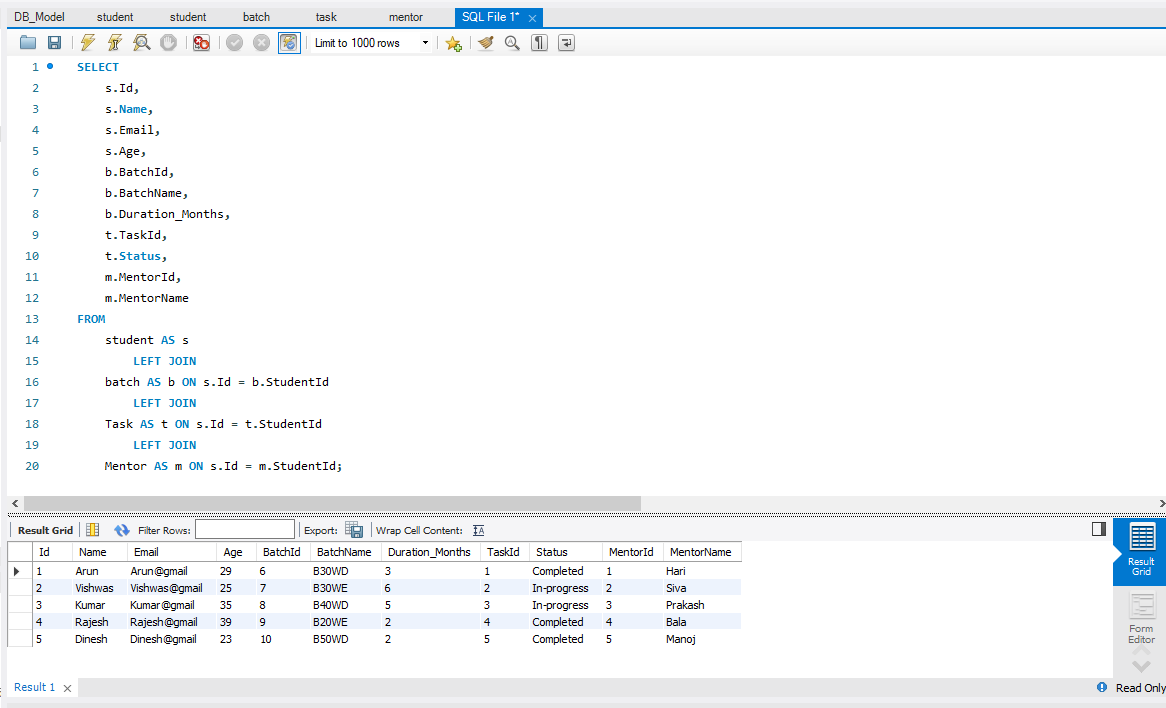 DB_Model student student batch task mentor SQL File 1*
Limit to 1000 rows
1 SELECT
2 s.Id,
3 s.Name,
4 s.Email,
5 s.Age,
6 b.BatchId,
7 b.BatchName,
8 b.Duration_Months,
9 t.TaskId,
10 t.Status,
11 m.MentorId,
12 m.MentorName
13 FROM
14 student AS s
15 LEFT JOIN
16 batch AS b ON s.Id = b.StudentId
17 LEFT JOIN
18 Task AS t ON s.Id = t.StudentId
19 LEFT JOIN
20 Mentor AS m ON s.Id = m.StudentId;
Result Grid Filter Rows: Export: Wrap Cell Content:
Id Name Email Age BatchId BatchName Duration_Months TaskId Status MentorId MentorName
1 Arun Arun@gmail 29 6 B30WD 3 1 Completed 1 Hari
2 Vishwas Vishwas@gmail 25 7 B30WE 6 2 In-progress 2 Siva
3 Kumar Kumar@gmail 35 8 B40WD 5 3 In-progress 3 Prakash
4 Rajesh Rajesh@gmail 39 9 B20WE 2 4 Completed 4 Bala
5 Dinesh Dinesh@gmail 23 10 B50WD 2 5 Completed 5 Manoj
Result
Grid
Form
Editor
Result 1
Read Only